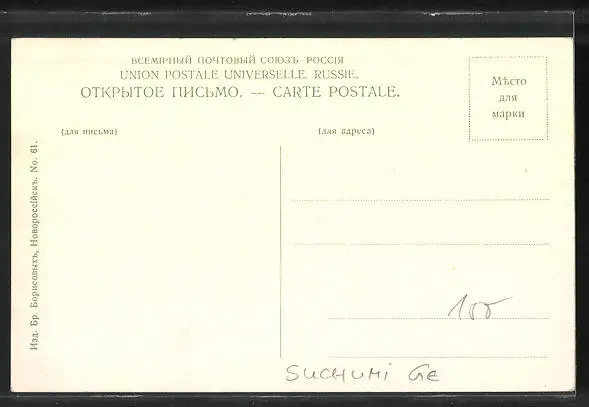 ВСЕМІРНЫЙ ПОЧТОВЫЙ СОЮЗЪ РОССІЯ
UNION POSTALE UNIVERSELLE. RUSSIE.
ОТКРЫТОЕ ПИСЬМО. — CARTE POSTALE.
Мѣсто
для
марки
(для письма)
(для адреса)
Изд. Бр. Борисовыхъ, Новороссійскъ. No. 61.
100
SUCHUMI GE